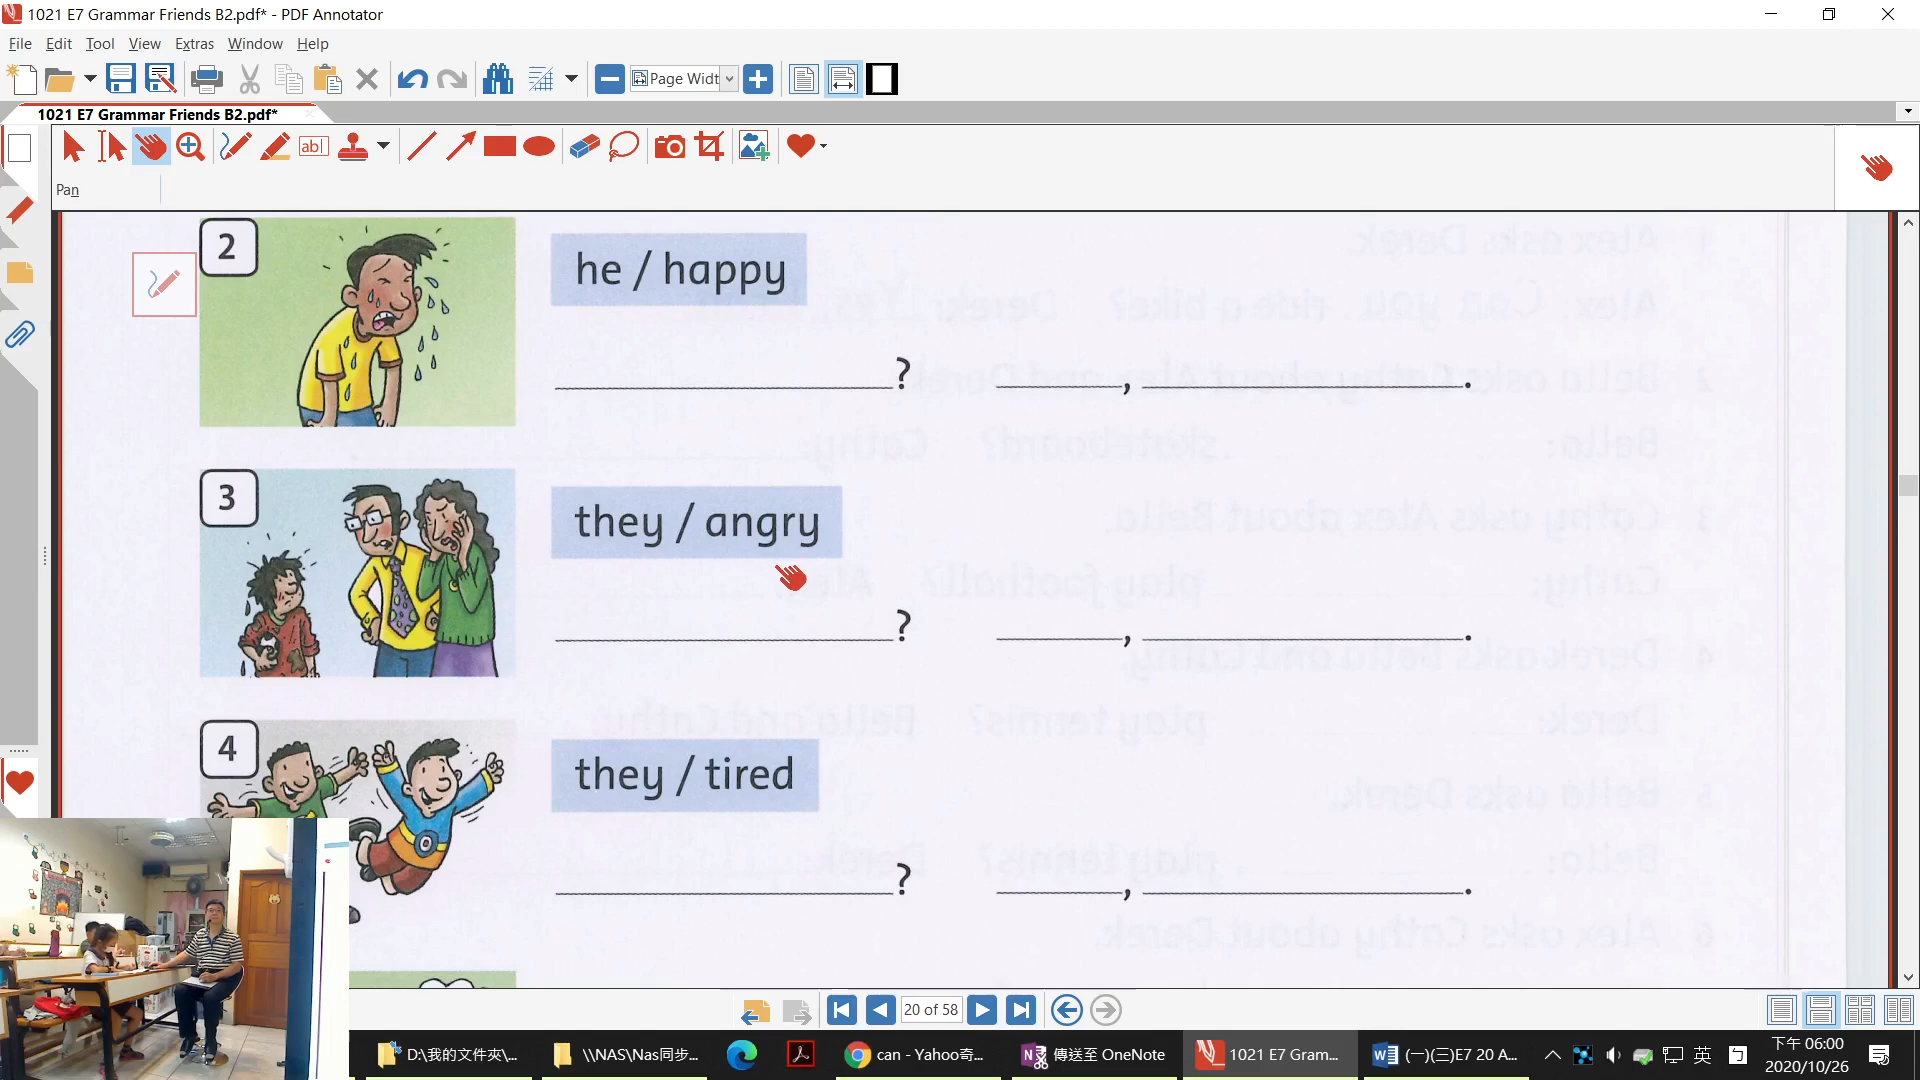 1021 E7 Grammar Friends B2.pdf* - PDF Annotator
File Edit Tool View Extras Window Help
Page Widt
1021 E7 Grammar Friends B2.pdf*
ab|
Pan
2
he / happy
? , .
3
they / angry
? , .
4
they / tired
? , .
20 of 58
D:\我的文件夾\...
\\NAS\Nas同步...
can - Yahoo奇...
傳送至 OneNote
1021 E7 Gram...
(一)(三)E7 20 A...
英
下午 06:00
2020/10/26